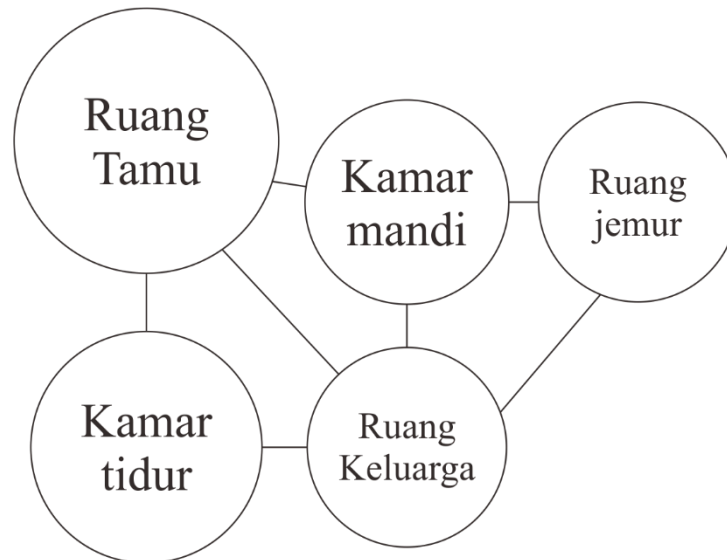 Ruang
Tamu
Kamar
mandi
Ruang
jemur
Kamar
tidur
Ruang
Keluarga